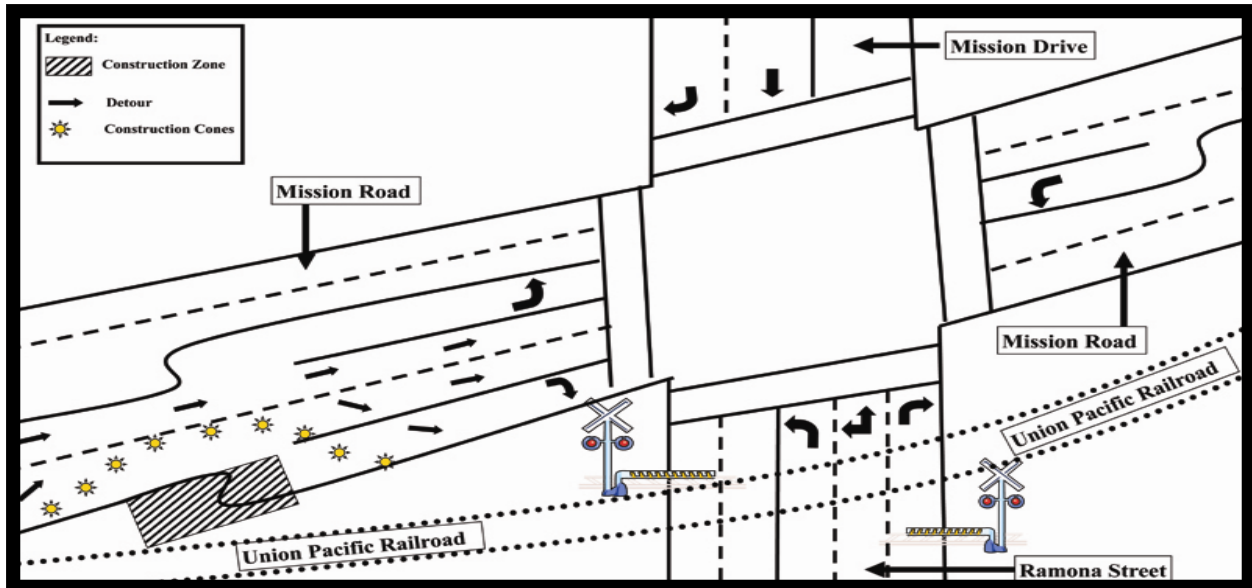 Legend:
Construction Zone
Detour
Construction Cones
Mission Drive
Mission Road
Mission Road
Union Pacific Railroad
Union Pacific Railroad
Ramona Street